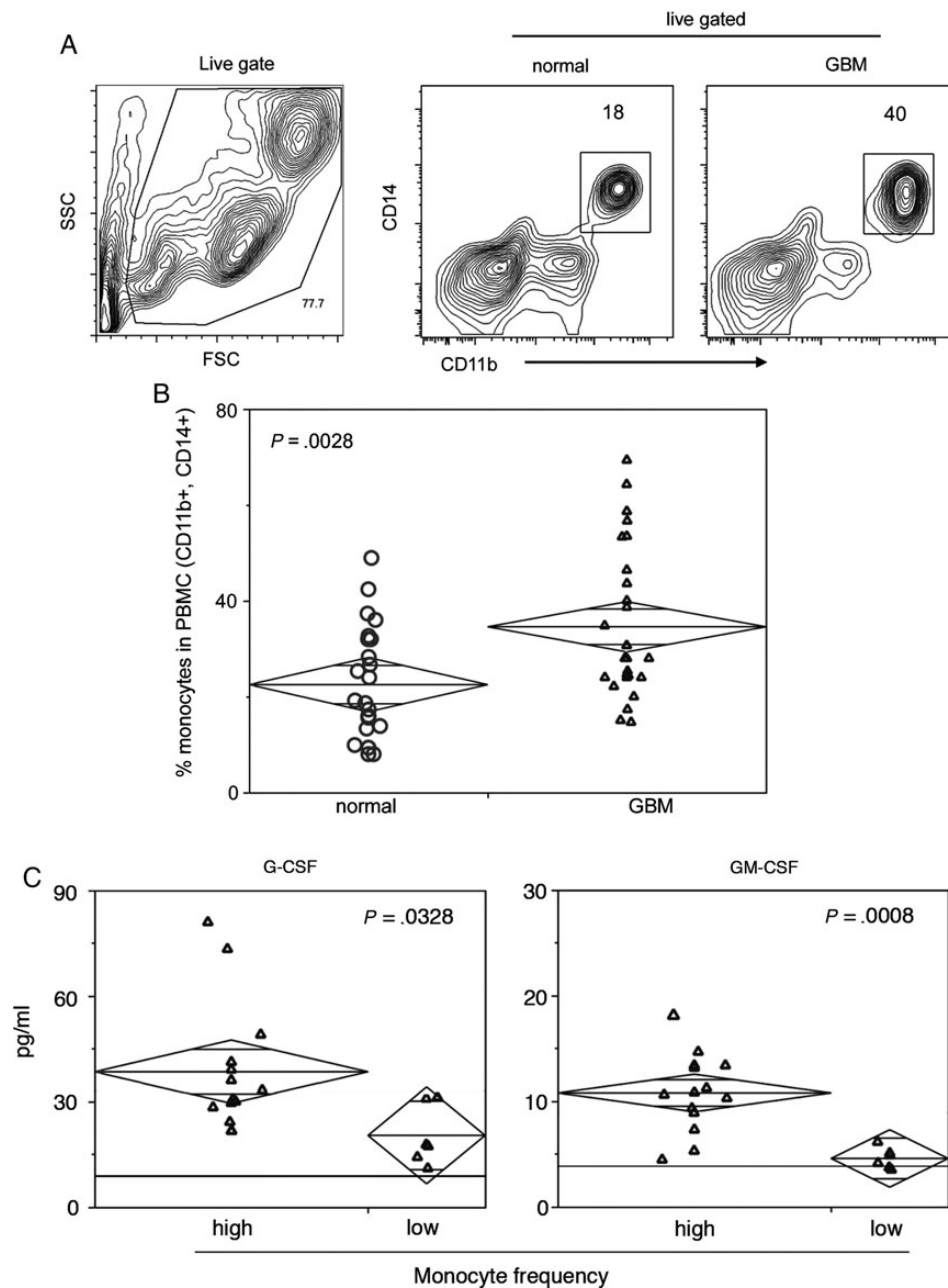 A
live gated
Live gate
normal
GBM
SSC
77.7
FSC
CD14
18
40
CD11b
B
% monocytes in PBMC (CD11b+, CD14+)
80
40
0
P = .0028
normal
GBM
C
G-CSF
GM-CSF
pg/ml
90
60
30
0
P = .0328
high
low
30
20
10
0
P = .0008
high
low
Monocyte frequency